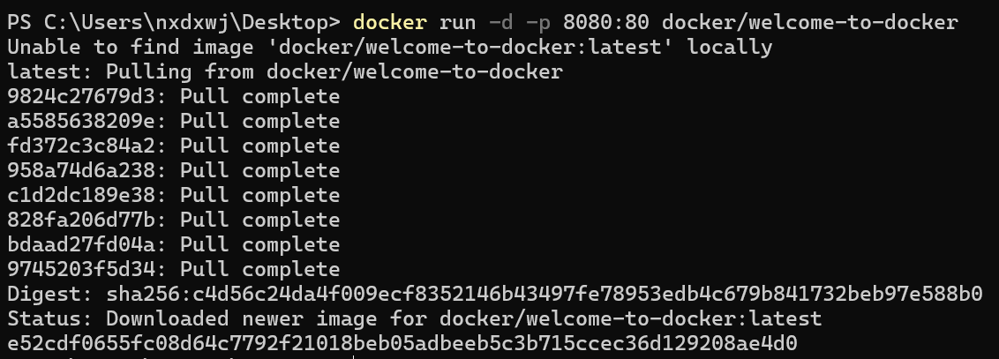 PS C:\Users\nxdxwj\Desktop> docker run -d -p 8080:80 docker/welcome-to-docker
Unable to find image 'docker/welcome-to-docker:latest' locally
latest: Pulling from docker/welcome-to-docker
9824c27679d3: Pull complete
a5585638209e: Pull complete
fd372c3c84a2: Pull complete
958a74d6a238: Pull complete
c1d2dc189e38: Pull complete
828fa206d77b: Pull complete
bdaad27fd04a: Pull complete
9745203f5d34: Pull complete
Digest: sha256:c4d56c24da4f009ecf8352146b43497fe78953edb4c679b841732beb97e588b0
Status: Downloaded newer image for docker/welcome-to-docker:latest
e52cdf0655fc08d64c7792f21018beb05adbeeb5c3b715ccec36d129208ae4d0